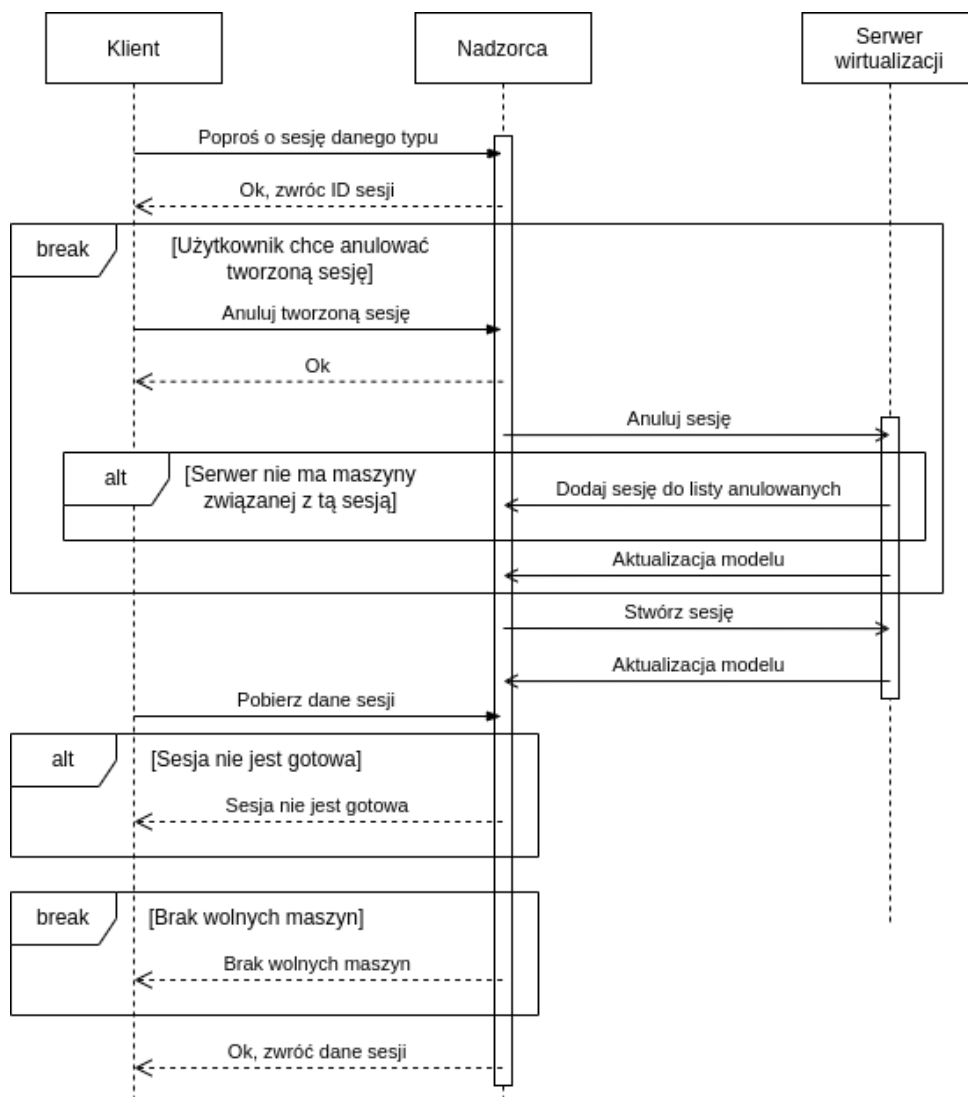 Klient
Nadzorca
Serwer
wirtualizacji
Poproś o sesję danego typu
Ok, zwróc ID sesji
break
[Użytkownik chce anulować
tworzoną sesję]
Anuluj tworzoną sesję
Ok
Anuluj sesję
alt
[Serwer nie ma maszyny
związanej z tą sesją]
Dodaj sesję do listy anulowanych
Aktualizacja modelu
Stwórz sesję
Aktualizacja modelu
Pobierz dane sesji
alt
[Sesja nie jest gotowa]
Sesja nie jest gotowa
break
[Brak wolnych maszyn]
Brak wolnych maszyn
Ok, zwróć dane sesji